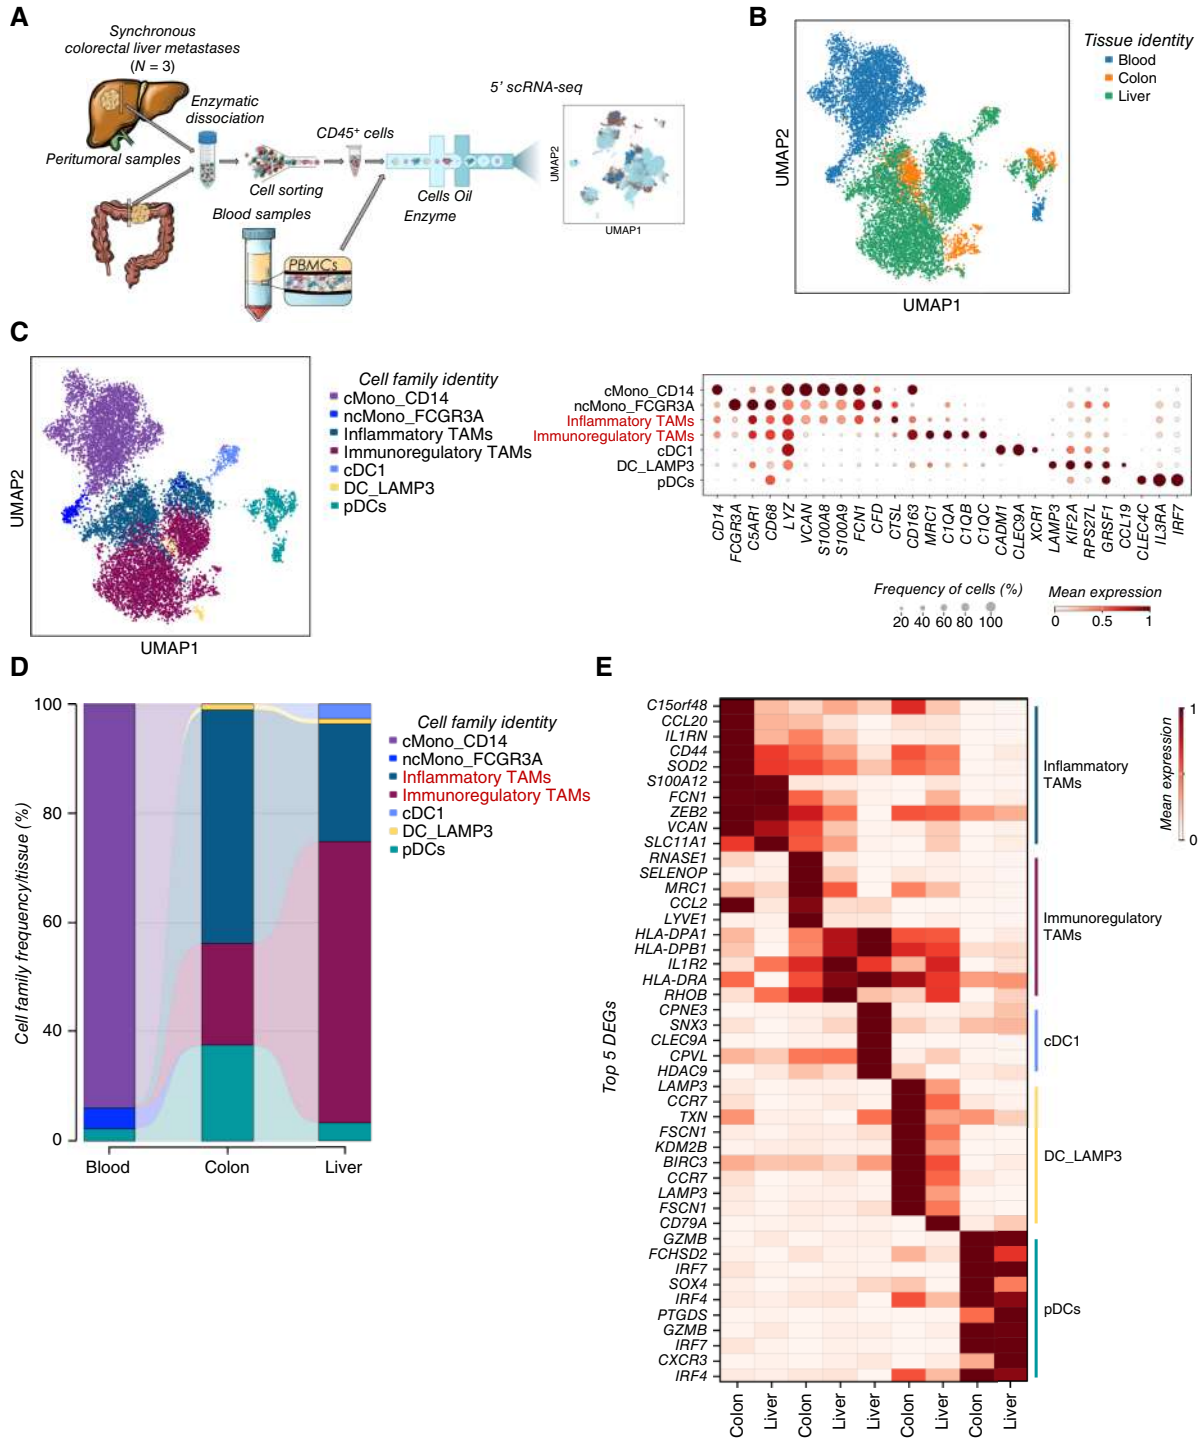 A
Synchronous
colorectal liver metastases
(N = 3)
Enzymatic
dissociation
Peritumoral samples
CD45+ cells
Cell sorting
Blood samples
PBMCs
Cells Oil
Enzyme
5′ scRNA-seq
UMAP2
UMAP1
B
Tissue identity
Blood
Colon
Liver
UMAP2
UMAP1
C
Cell family identity
cMono_CD14
ncMono_FCGR3A
Inflammatory TAMs
Immunoregulatory TAMs
cDC1
DC_LAMP3
pDCs
UMAP2
UMAP1
cMono_CD14
ncMono_FCGR3A
Inflammatory TAMs
Immunoregulatory TAMs
cDC1
DC_LAMP3
pDCs
CD14
FCGR3A
C5AR1
CD68
LYZ
VCAN
S100A8
S100A9
FCN1
CFD
CTSL
CD163
MRC1
C1QA
C1QB
C1QC
CADM1
CLEC9A
XCR1
LAMP3
KIF2A
RPS27L
GRSF1
CCL19
CLEC4C
IL3RA
IRF7
Frequency of cells (%)
20 40 60 80 100
Mean expression
0 0.5 1
D
Cell family frequency/tissue (%)
100
80
60
40
20
0
Blood
Colon
Liver
Cell family identity
cMono_CD14
ncMono_FCGR3A
Inflammatory TAMs
Immunoregulatory TAMs
cDC1
DC_LAMP3
pDCs
E
Top 5 DEGs
C15orf48
CCL20
IL1RN
CD44
SOD2
S100A12
FCN1
ZEB2
VCAN
SLC11A1
RNASE1
SELENOP
MRC1
CCL2
LYVE1
HLA-DPA1
HLA-DPB1
IL1R2
HLA-DRA
RHOB
CPNE3
SNX3
CLEC9A
CPVL
HDAC9
LAMP3
CCR7
TXN
FSCN1
KDM2B
BIRC3
CCR7
LAMP3
FSCN1
CD79A
GZMB
FCHSD2
IRF7
SOX4
IRF4
PTGDS
GZMB
IRF7
CXCR3
IRF4
Inflammatory
TAMs
Immunoregulatory
TAMs
cDC1
DC_LAMP3
pDCs
Mean expression
1
0
Colon
Liver
Colon
Liver
Liver
Colon
Liver
Colon
Liver